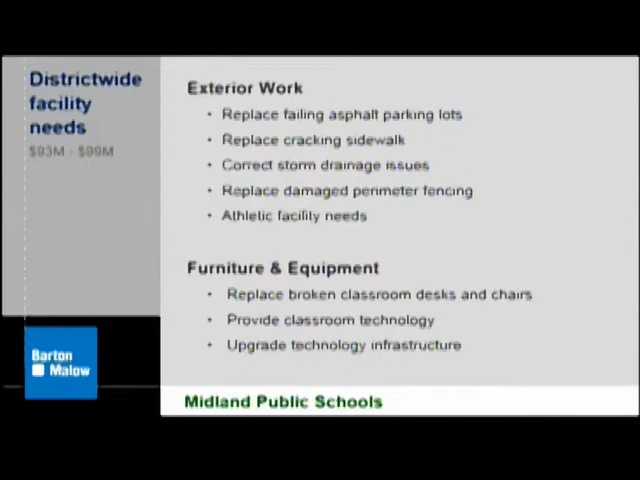 Districtwide
facility
needs
$93M - $99M
Exterior Work
• Replace failing asphalt parking lots
• Replace cracking sidewalk
• Correct storm drainage issues
• Replace damaged perimeter fencing
• Athletic facility needs
Furniture & Equipment
• Replace broken classroom desks and chairs
• Provide classroom technology
• Upgrade technology infrastructure
Barton
Malow
Midland Public Schools